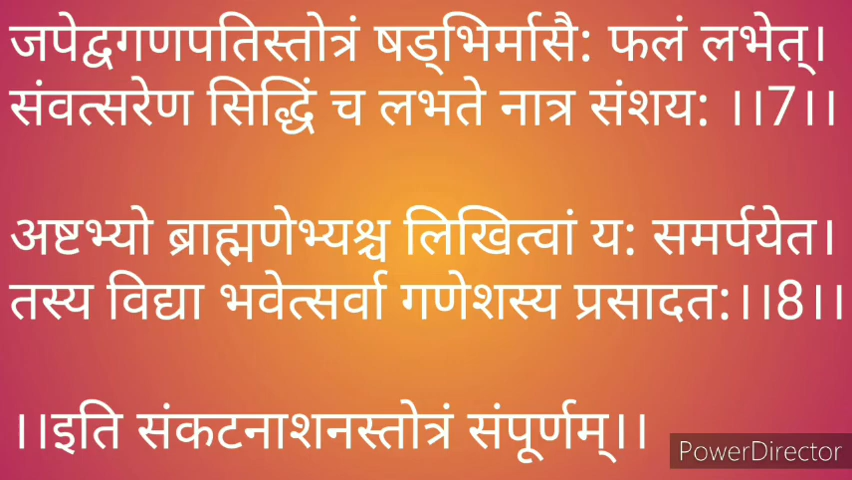 जपेद्वगणपतिस्तोत्रं षड्भिर्मासै: फलं लभेत्।
संवत्सरेण सिद्धिं च लभते नात्र संशय: ।।7।।
अष्टभ्यो ब्राह्मणेभ्यश्च लिखित्वां य: समर्पयेत।
तस्य विद्या भवेत्सर्वा गणेशस्य प्रसादत:।।8।।
।।इति संकटनाशनस्तोत्रं संपूर्णम्।।
PowerDirector